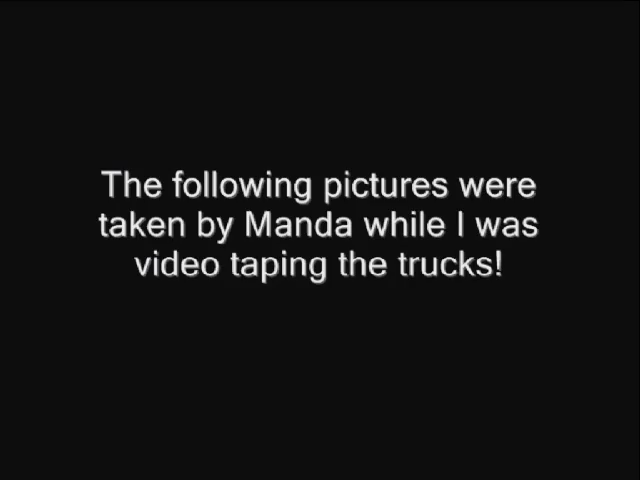 The following pictures were
taken by Manda while I was
video taping the trucks!